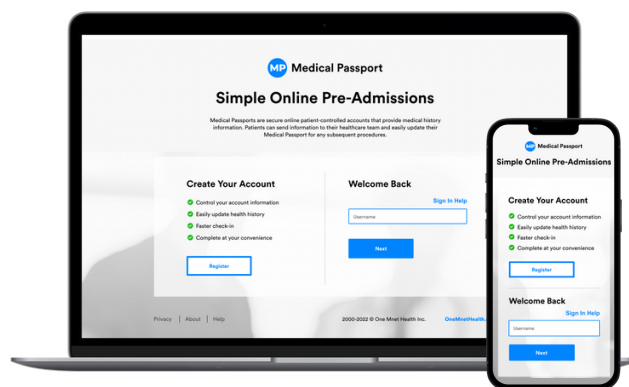 MP Medical Passport
Simple Online Pre-Admissions
Medical Passports are secure online patient-controlled accounts that provide medical history
information. Patients can send information to their healthcare team and easily update their
Medical Passport for any subsequent procedures.
Create Your Account
Control your account information
Easily update health history
Faster check-in
Complete at your convenience
Register
Welcome Back
Sign In Help
Username
Next
Privacy | About | Help
2000-2022 © One Mnet Health Inc.
OneMnetHealth.
MP Medical Passport
Simple Online Pre-Admissions
Create Your Account
Control your account information
Easily update health history
Faster check-in
Complete at your convenience
Register
Welcome Back
Sign In Help
Username
Next